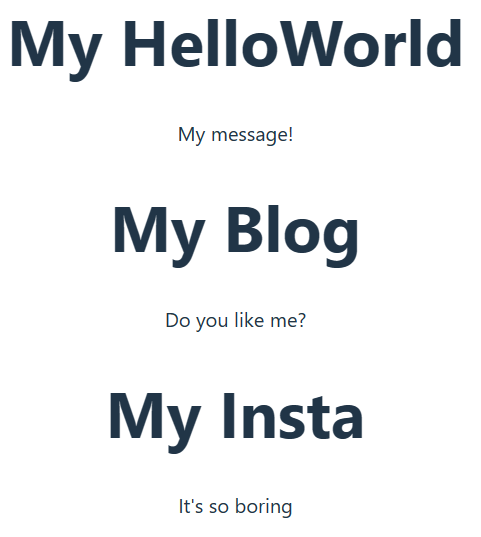 My HelloWorld
My message!
My Blog
Do you like me?
My Insta
It's so boring